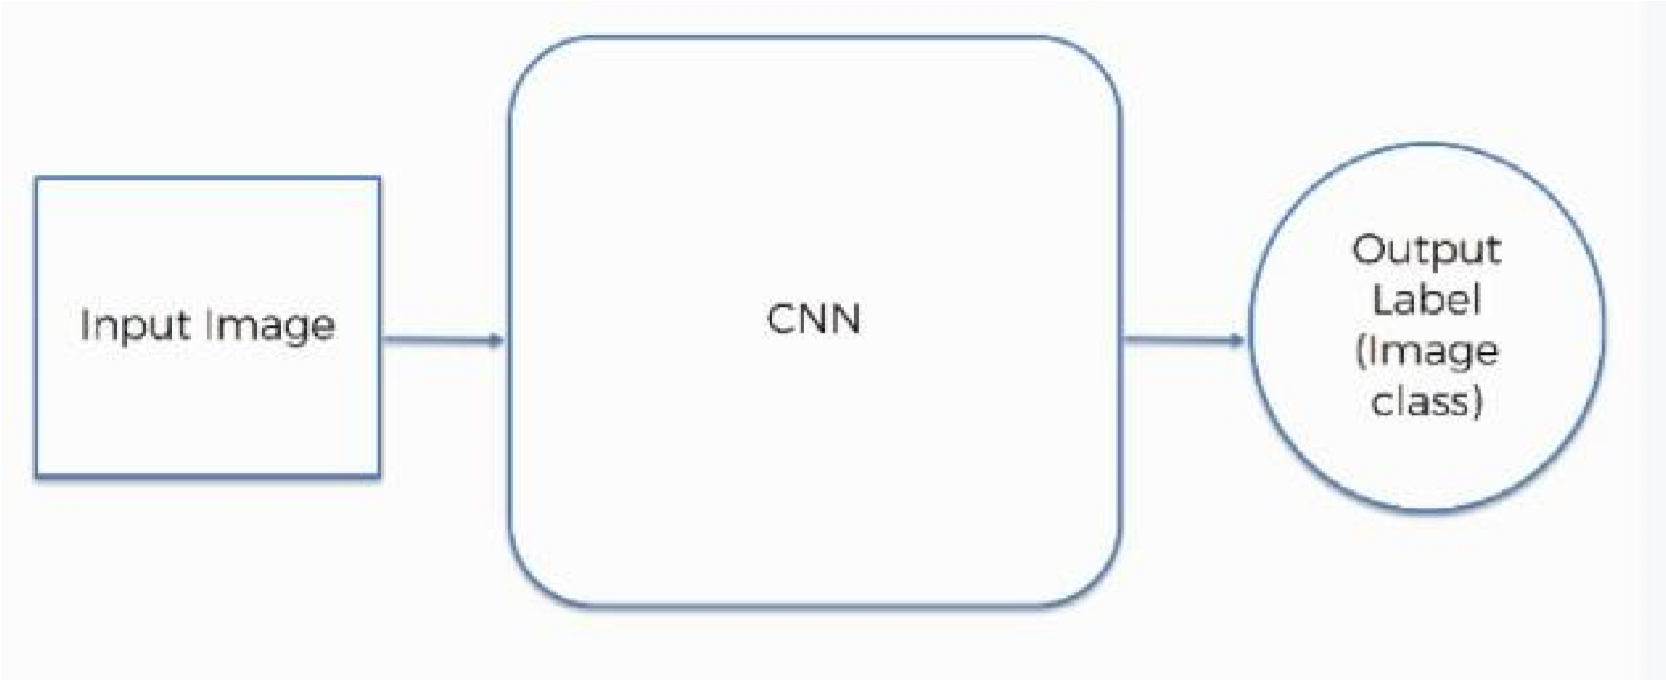 Input Image
CNN
Output
Label
(Image
class)